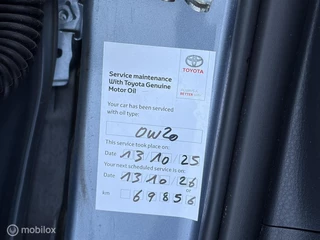 TOYOTA
Service maintenance
With Toyota Genuine
Motor Oil
Your car has been serviced
with oil type:
OW20
This service took place on:
Date 13 10 / 25
Your next scheduled service is on:
Date 13 10 / 26
or
km 69856
mobilox